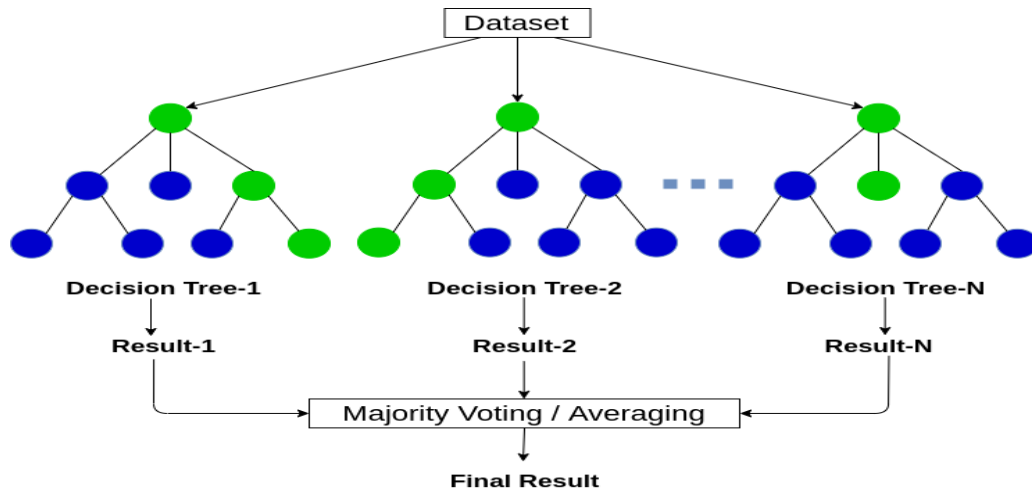 Dataset
Decision Tree-1
Decision Tree-2
Decision Tree-N
Result-1
Result-2
Result-N
Majority Voting / Averaging
Final Result